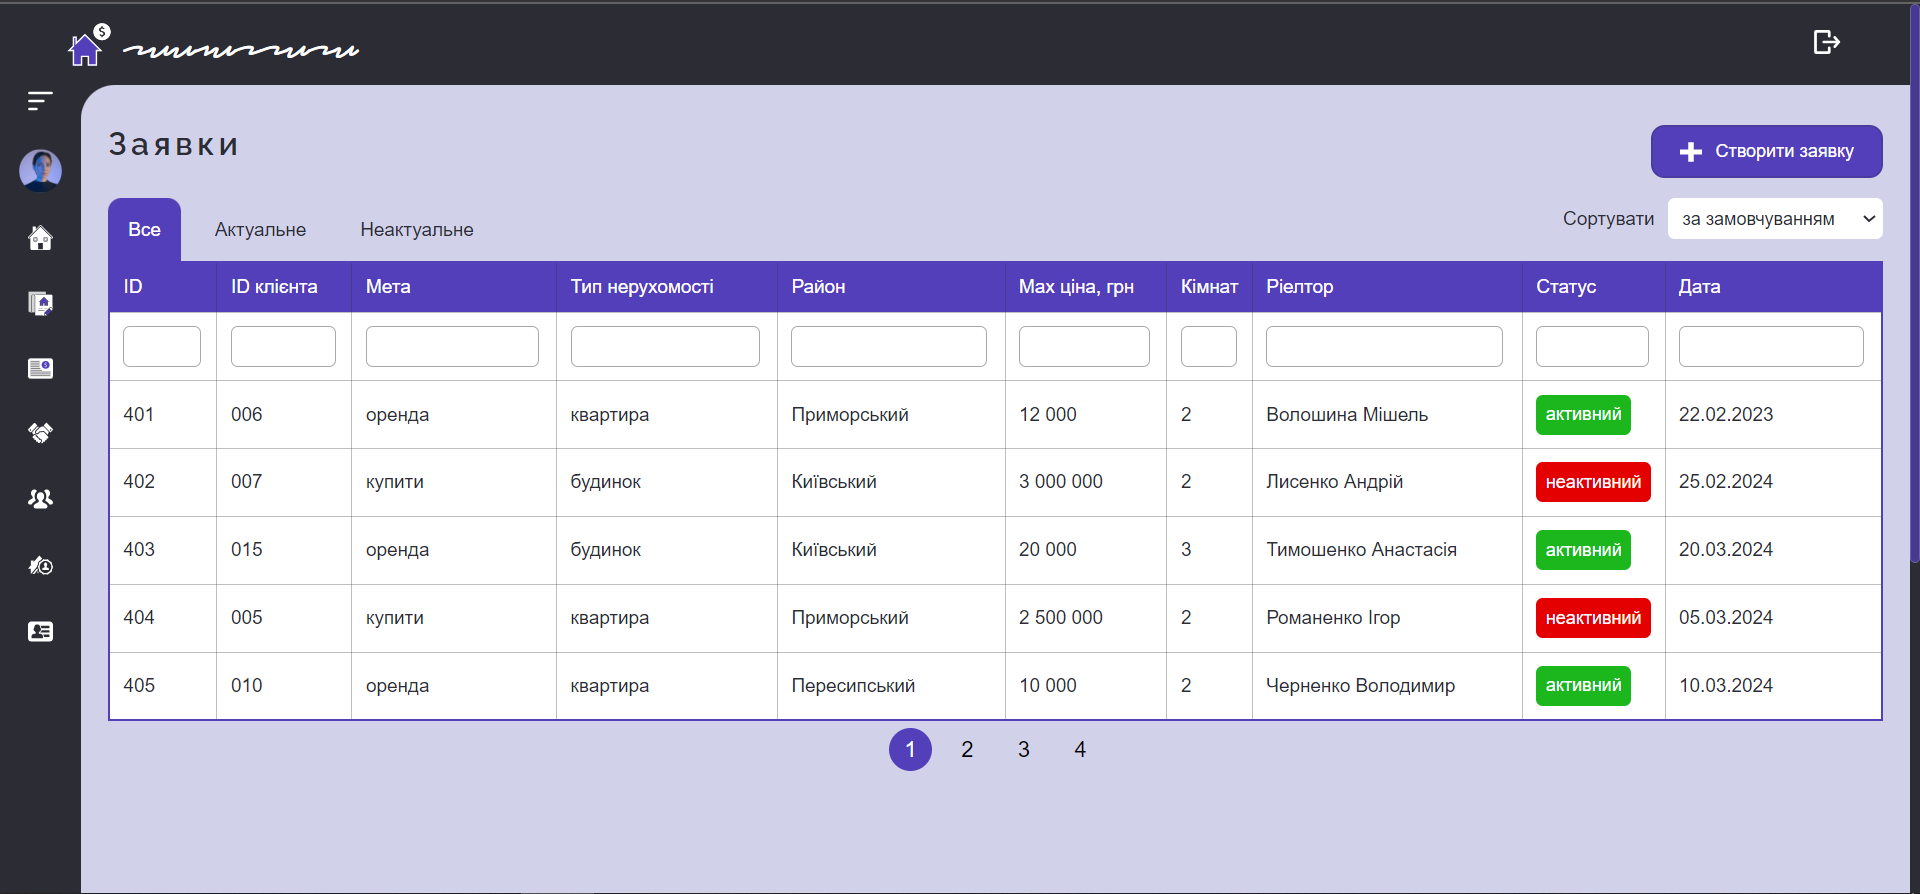 Заявки
Створити заявку
Все Актуальне Неактуальне
Сортувати за замовчуванням
ID ID клієнта Мета Тип нерухомості Район Мах ціна, грн Кімнат Ріелтор Статус Дата
401 006 оренда квартира Приморський 12 000 2 Волошина Мішель активний 22.02.2023
402 007 купити будинок Київський 3 000 000 2 Лисенко Андрій неактивний 25.02.2024
403 015 оренда будинок Київський 20 000 3 Тимошенко Анастасія активний 20.03.2024
404 005 купити квартира Приморський 2 500 000 2 Романенко Ігор неактивний 05.03.2024
405 010 оренда квартира Пересипський 10 000 2 Черненко Володимир активний 10.03.2024
1 2 3 4